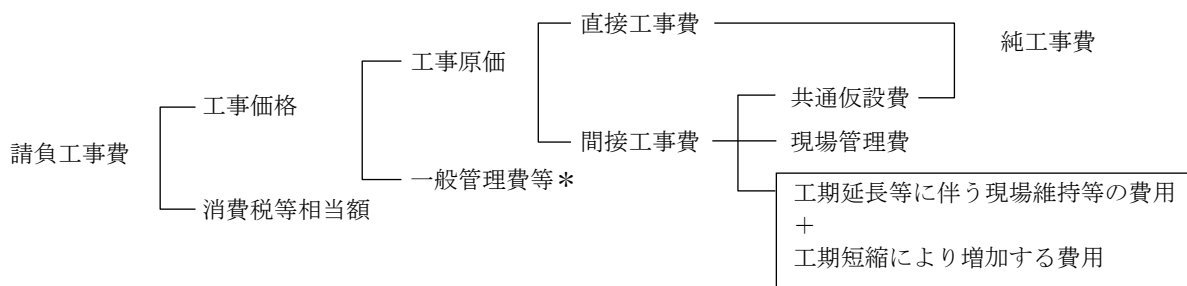 請負工事費
工事価格
消費税等相当額
工事原価
一般管理費等＊
直接工事費
間接工事費
共通仮設費
現場管理費
工期延長等に伴う現場維持等の費用
＋
工期短縮により増加する費用
純工事費